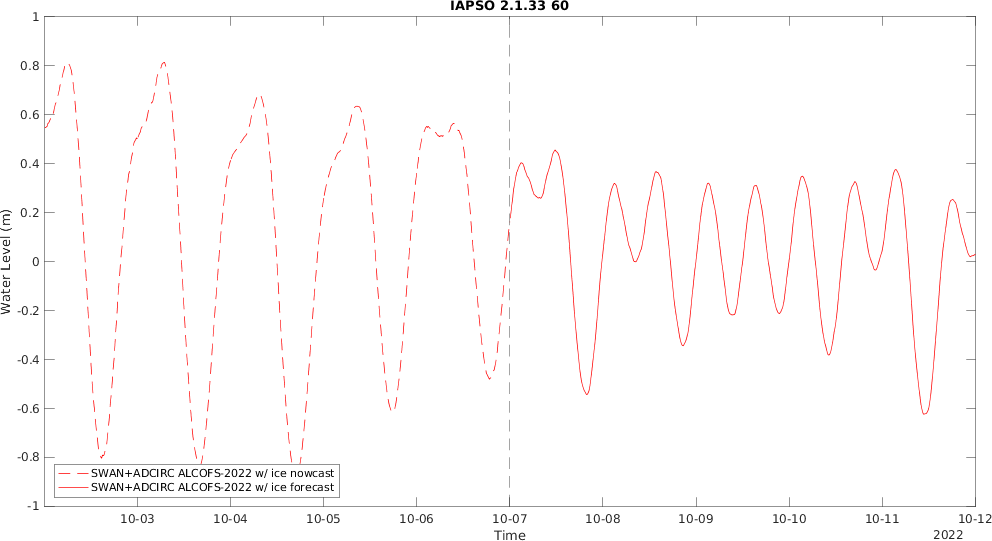 IAPSO 2.1.33 60
Water Level (m)
1
0.8
0.6
0.4
0.2
0
-0.2
-0.4
-0.6
-0.8
-1
SWAN+ADCIRC ALCOFS-2022 w/ ice nowcast
SWAN+ADCIRC ALCOFS-2022 w/ ice forecast
10-03 10-04 10-05 10-06 10-07 10-08 10-09 10-10 10-11 10-12
Time
2022